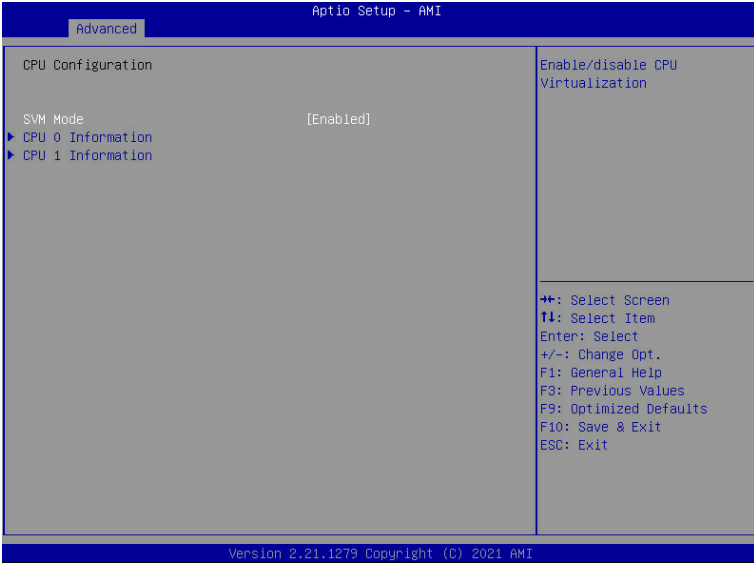 Aptio Setup – AMI
Advanced
CPU Configuration
SVM Mode [Enabled]
CPU 0 Information
CPU 1 Information
Enable/disable CPU
Virtualization
→←: Select Screen
↑↓: Select Item
Enter: Select
+/-: Change Opt.
F1: General Help
F3: Previous Values
F9: Optimized Defaults
F10: Save & Exit
ESC: Exit
Version 2.21.1279 Copyright (C) 2021 AMI